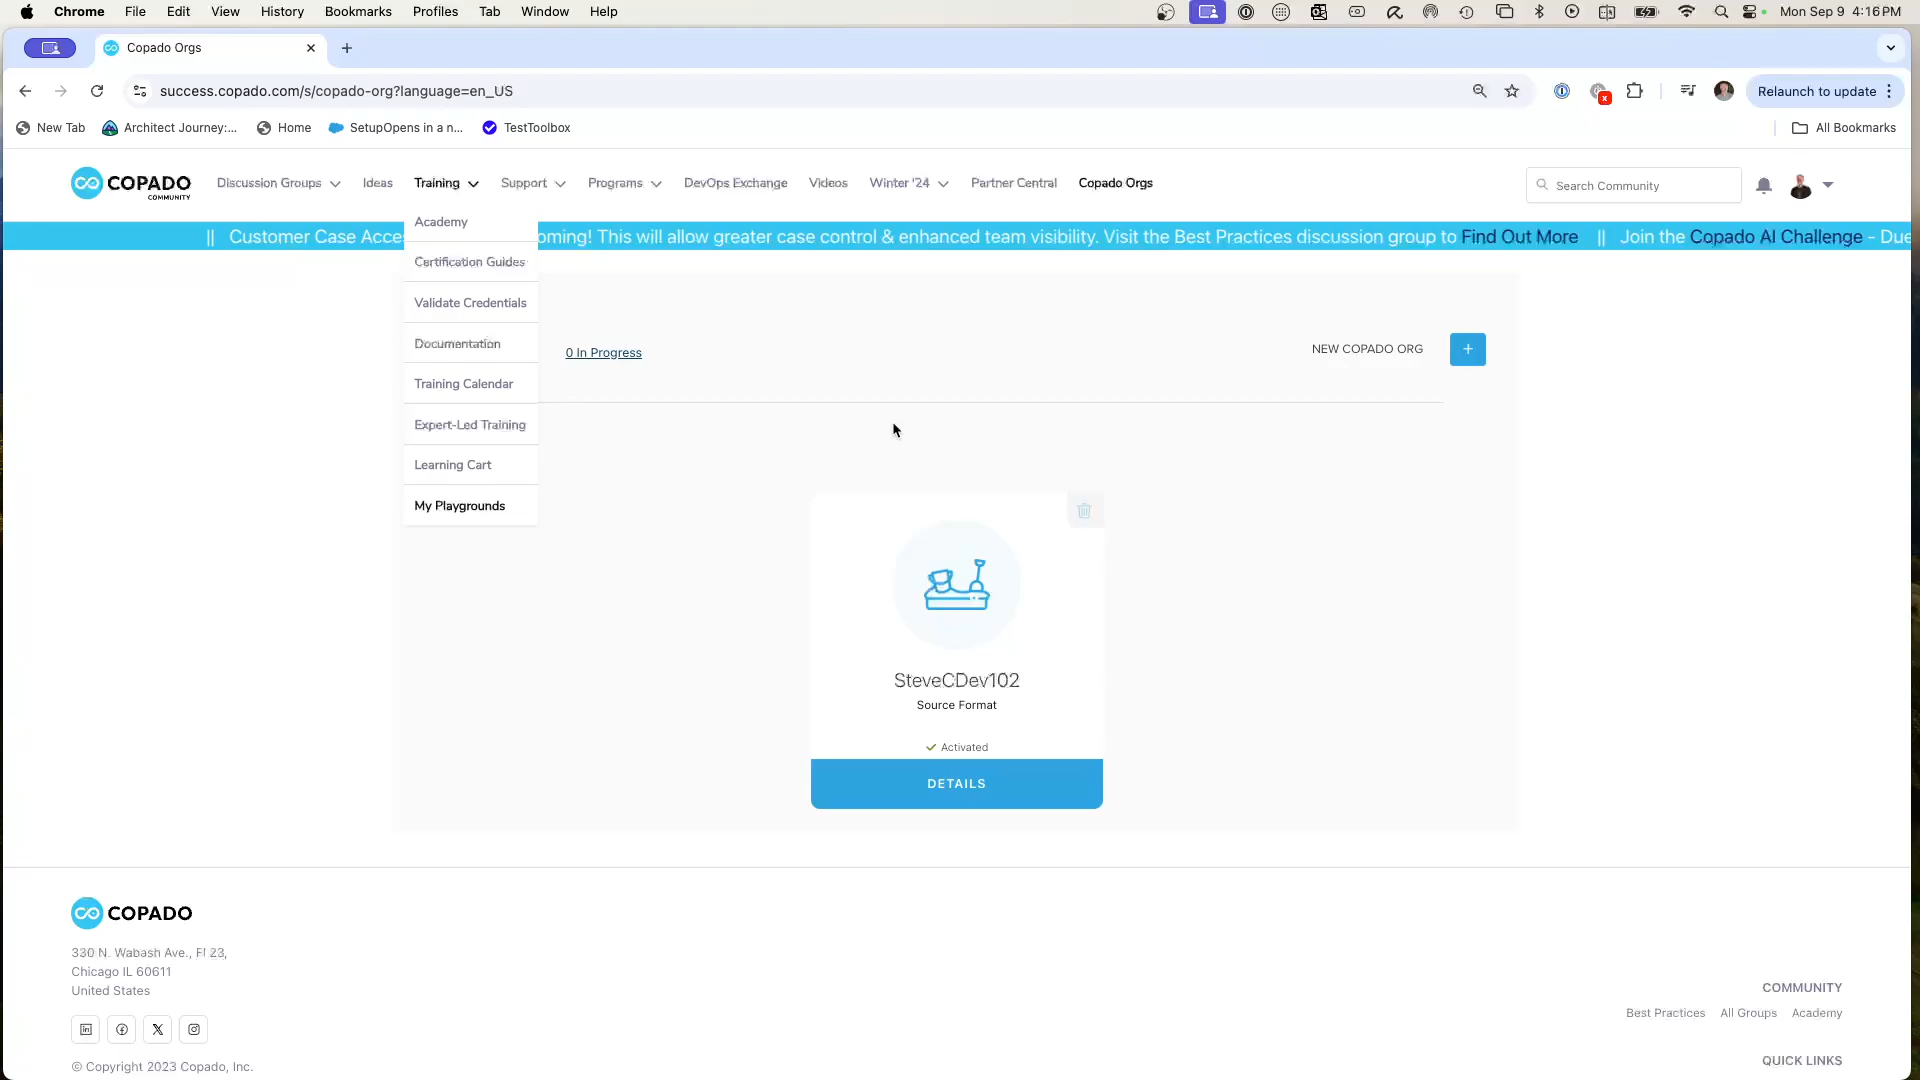 Chrome File Edit View History Bookmarks Profiles Tab Window Help Mon Sep 9 4:16 PM
Copado Orgs
success.copado.com/s/copado-org?language=en_US Relaunch to update
New Tab Architect Journey:... Home SetupOpens in a n... TestToolbox All Bookmarks
COPADO COMMUNITY Discussion Groups Ideas Training Support Programs DevOps Exchange Videos Winter '24 Partner Central Copado Orgs Search Community
Academy
|| Customer Case Acce oming! This will allow greater case control & enhanced team visibility. Visit the Best Practices discussion group to Find Out More || Join the Copado AI Challenge - Due
Certification Guides
Validate Credentials
Documentation
0 In Progress NEW COPADO ORG +
Training Calendar
Expert-Led Training
Learning Cart
My Playgrounds
SteveCDev102
Source Format
Activated
DETAILS
COPADO
330 N. Wabash Ave., Fl 23,
Chicago IL 60611
United States
COMMUNITY
Best Practices All Groups Academy
© Copyright 2023 Copado, Inc.
QUICK LINKS